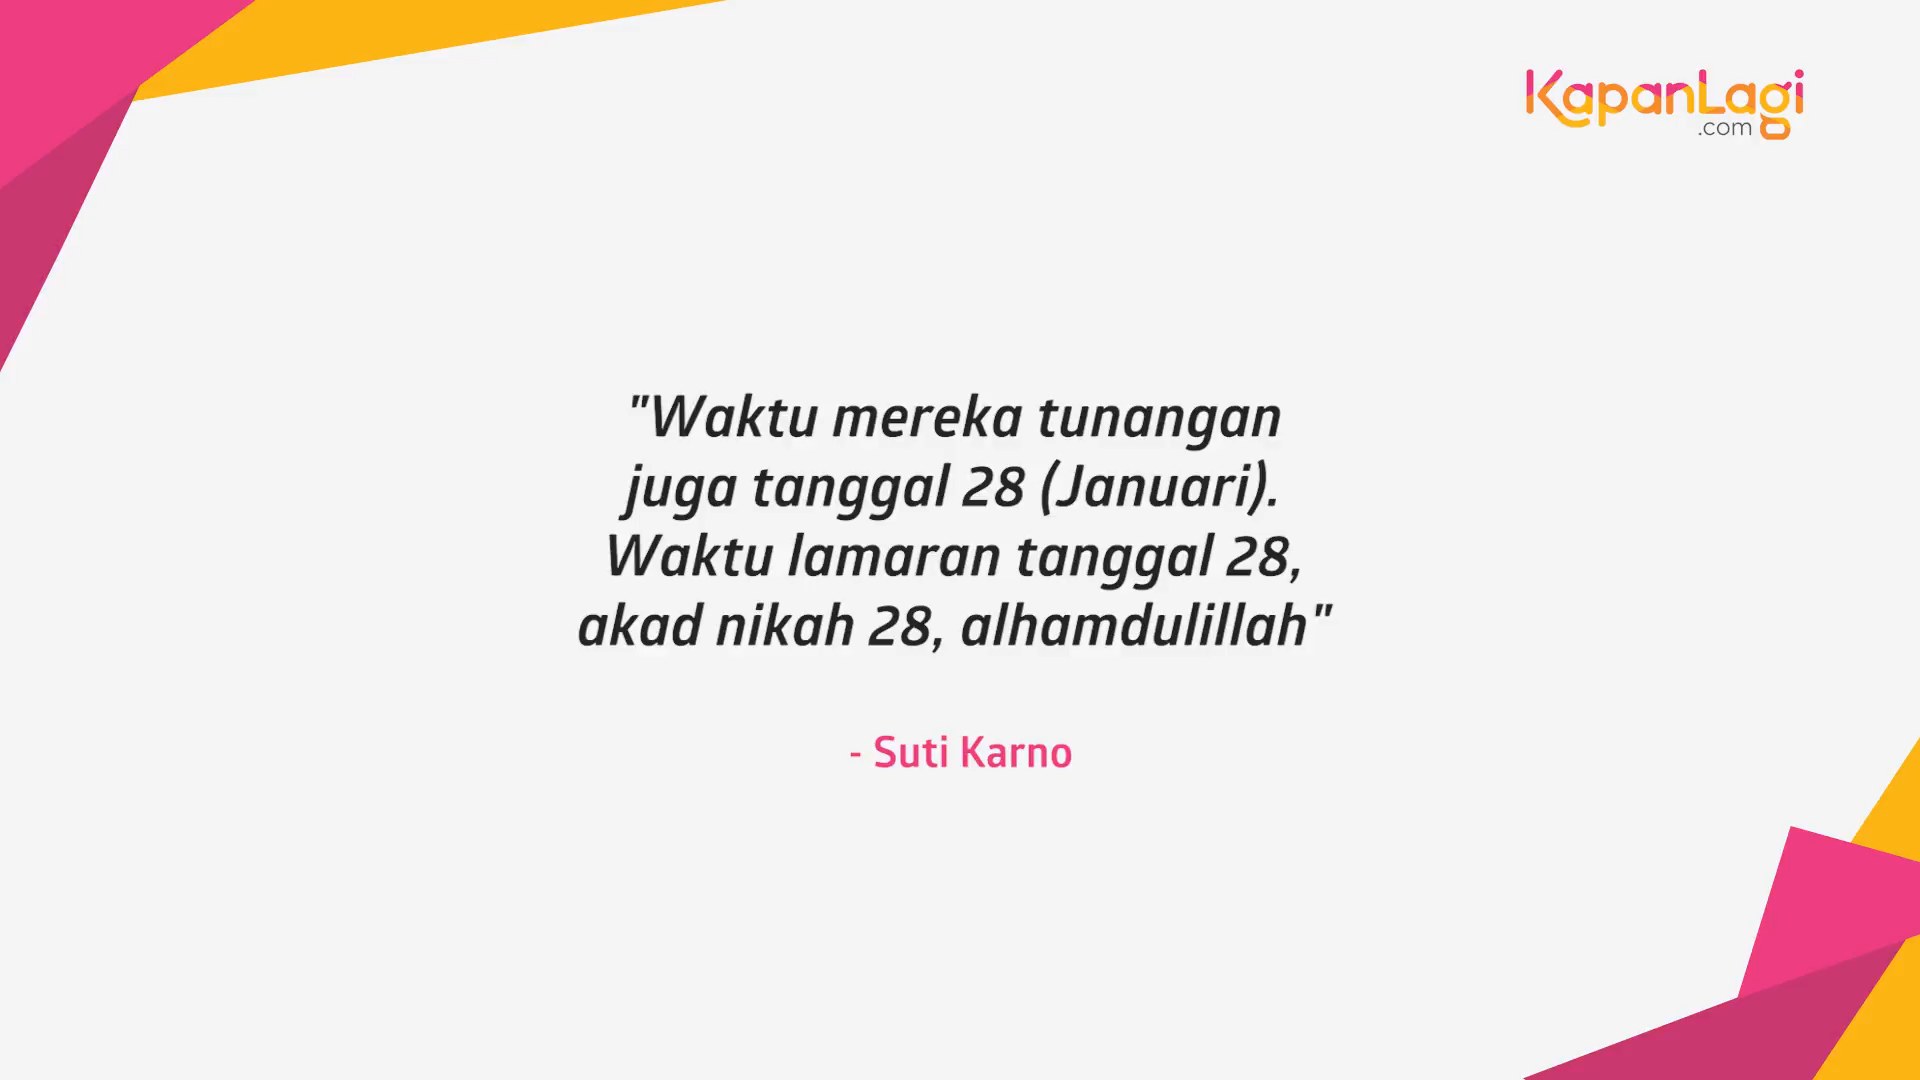 KapanLagi
.com
"Waktu mereka tunangan
juga tanggal 28 (Januari).
Waktu lamaran tanggal 28,
akad nikah 28, alhamdulillah"
- Suti Karno